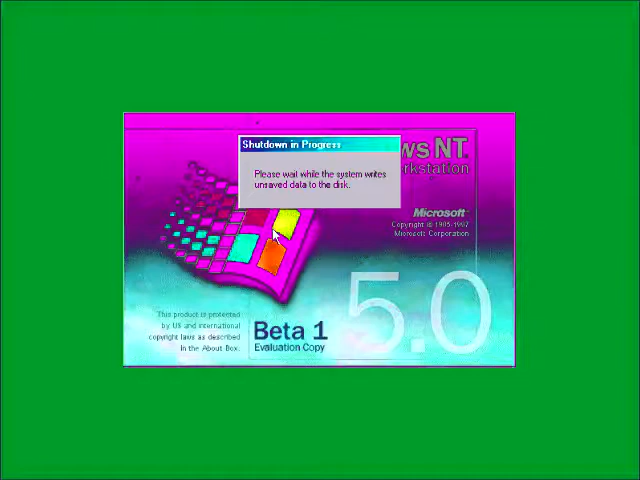 Shutdown in Progress
Please wait while the system writes
unsaved data to the disk.
ws NT
rkstation
Microsoft
Copyright © 1985-1997
Microsoft Corporation
5.0
This product is protected
by US and international
copyright laws as described
in the About Box.
Beta 1
Evaluation Copy